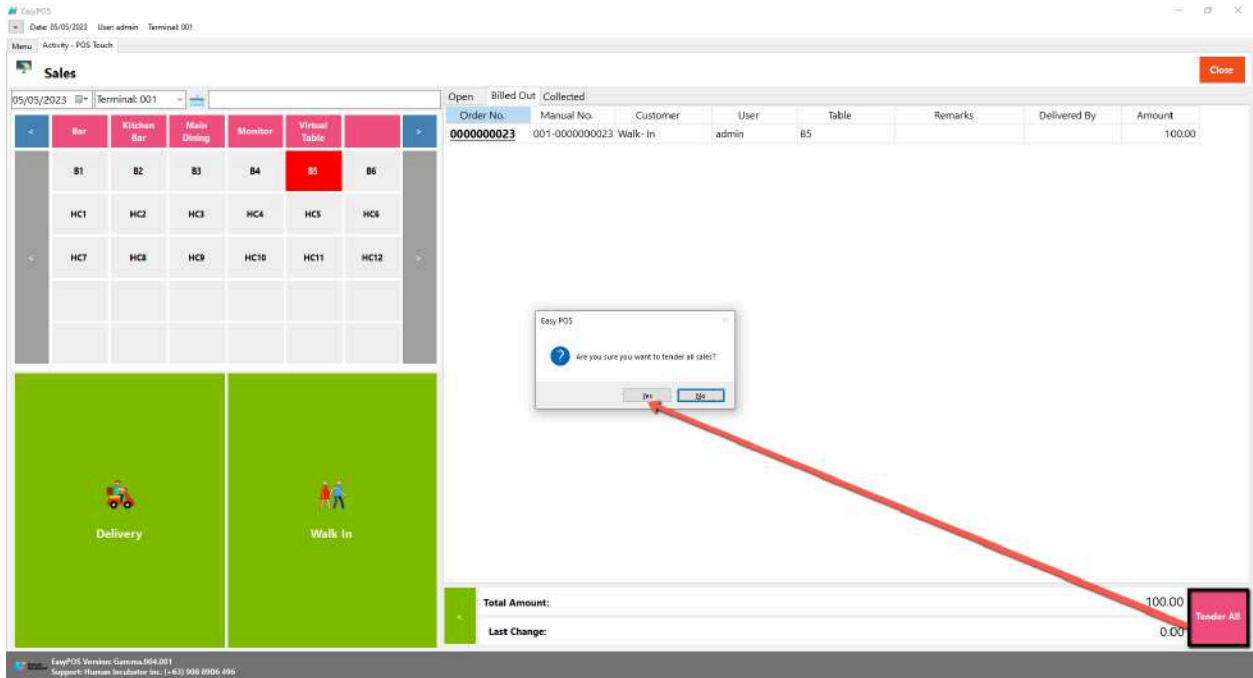 EasyPOS
Date: 05/05/2023 User: admin Terminal: 001
Menu Activity - POS Touch
Sales
Close
05/05/2023 Terminal: 001
Open Billed Out Collected
Order No. Manual No. Customer User Table Remarks Delivered By Amount
0000000023 001-0000000023 Walk- In admin B5 100.00
< Bar Kitchen Bar Main Dining Monitor Virtual Table >
B1 B2 B3 B4 B5 B6
HC1 HC2 HC3 HC4 HC5 HC6
< HC7 HC8 HC9 HC10 HC11 HC12 >
Easy POS
Are you sure you want to tender all sales?
Yes No
Delivery Walk In
<
Total Amount: 100.00
Last Change: 0.00
Tender All
EasyPOS Version: Gamma.004.001
Support: Human Incubator Inc. (+63) 908 8906 496